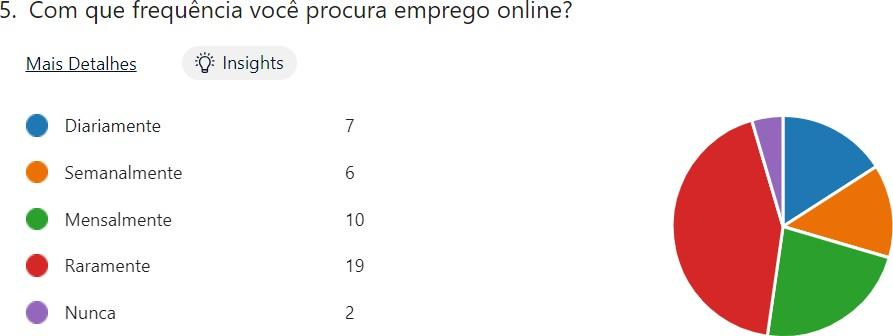 5. Com que frequência você procura emprego online?
Mais Detalhes Insights
Diariamente 7
Semanalmente 6
Mensalmente 10
Raramente 19
Nunca 2